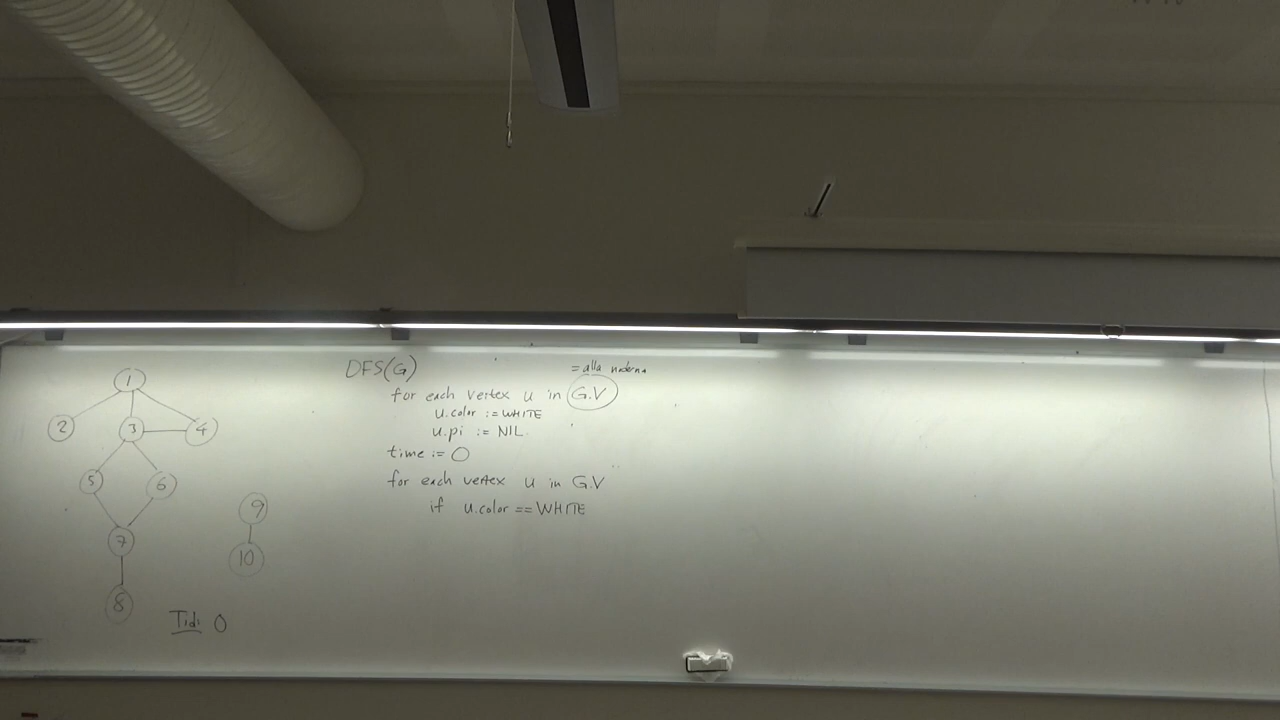 1
2 3 4
5 6
7
8
9
10
Tid: 0
DFS(G)
= alla noderna
for each vertex u in G.V
u.color := WHITE
u.pi := NIL
time := 0
for each vertex u in G.V
if u.color == WHITE